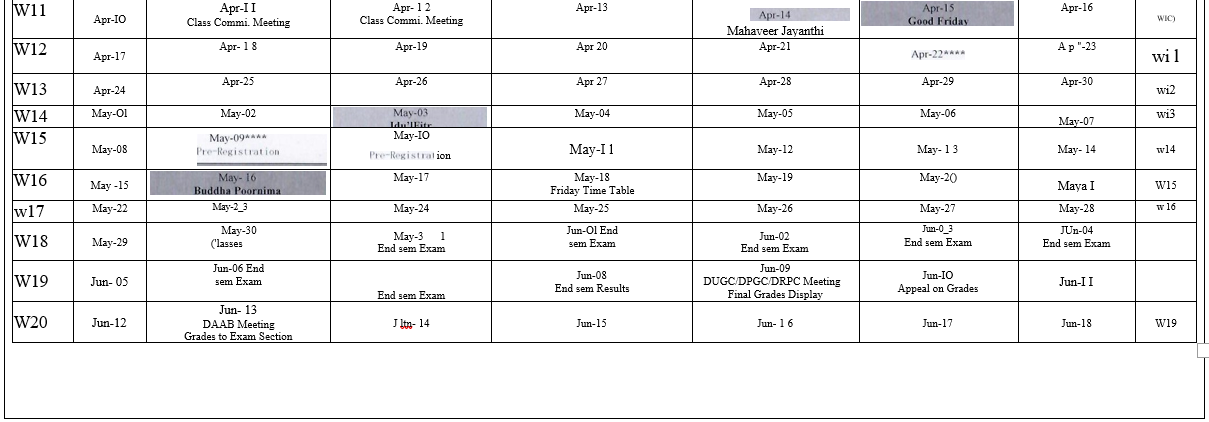 W11
Apr-IO
Apr-I I
Class Commi. Meeting
Apr- 1 2
Class Commi. Meeting
Apr-13
Apr-14
Mahaveer Jayanthi
Apr-15
Good Friday
Apr-16
WIC)
W12
Apr-17
Apr- 1 8
Apr-19
Apr 20
Apr-21
Apr-22****
A p "-23
wi l
W13
Apr-24
Apr-25
Apr-26
Apr 27
Apr-28
Apr-29
Apr-30
wi2
W14
May-Ol
May-02
May-03
Idu'lFitr
May-04
May-05
May-06
May-07
wi3
W15
May-08
May-09****
Pre-Registration
May-IO
Pre-Registration
May-I 1
May-12
May- 1 3
May- 14
w14
W16
May -15
May- 16
Buddha Poornima
May-17
May-18
Friday Time Table
May-19
May-2()
Maya I
W15
w17
May-22
May-2_3
May-24
May-25
May-26
May-27
May-28
w 16
W18
May-29
May-30
('lasses
May-3 1
End sem Exam
Jun-Ol End
sem Exam
Jun-02
End sem Exam
Jun-0_3
End sem Exam
JUn-04
End sem Exam
W19
Jun- 05
Jun-06 End
sem Exam
End sem Exam
Jun-08
End sem Results
Jun-09
DUGC/DPGC/DRPC Meeting
Final Grades Display
Jun-IO
Appeal on Grades
Jun-I I
W20
Jun-12
Jun- 13
DAAB Meeting
Grades to Exam Section
J ltn- 14
Jun-15
Jun- 1 6
Jun-17
Jun-18
W19